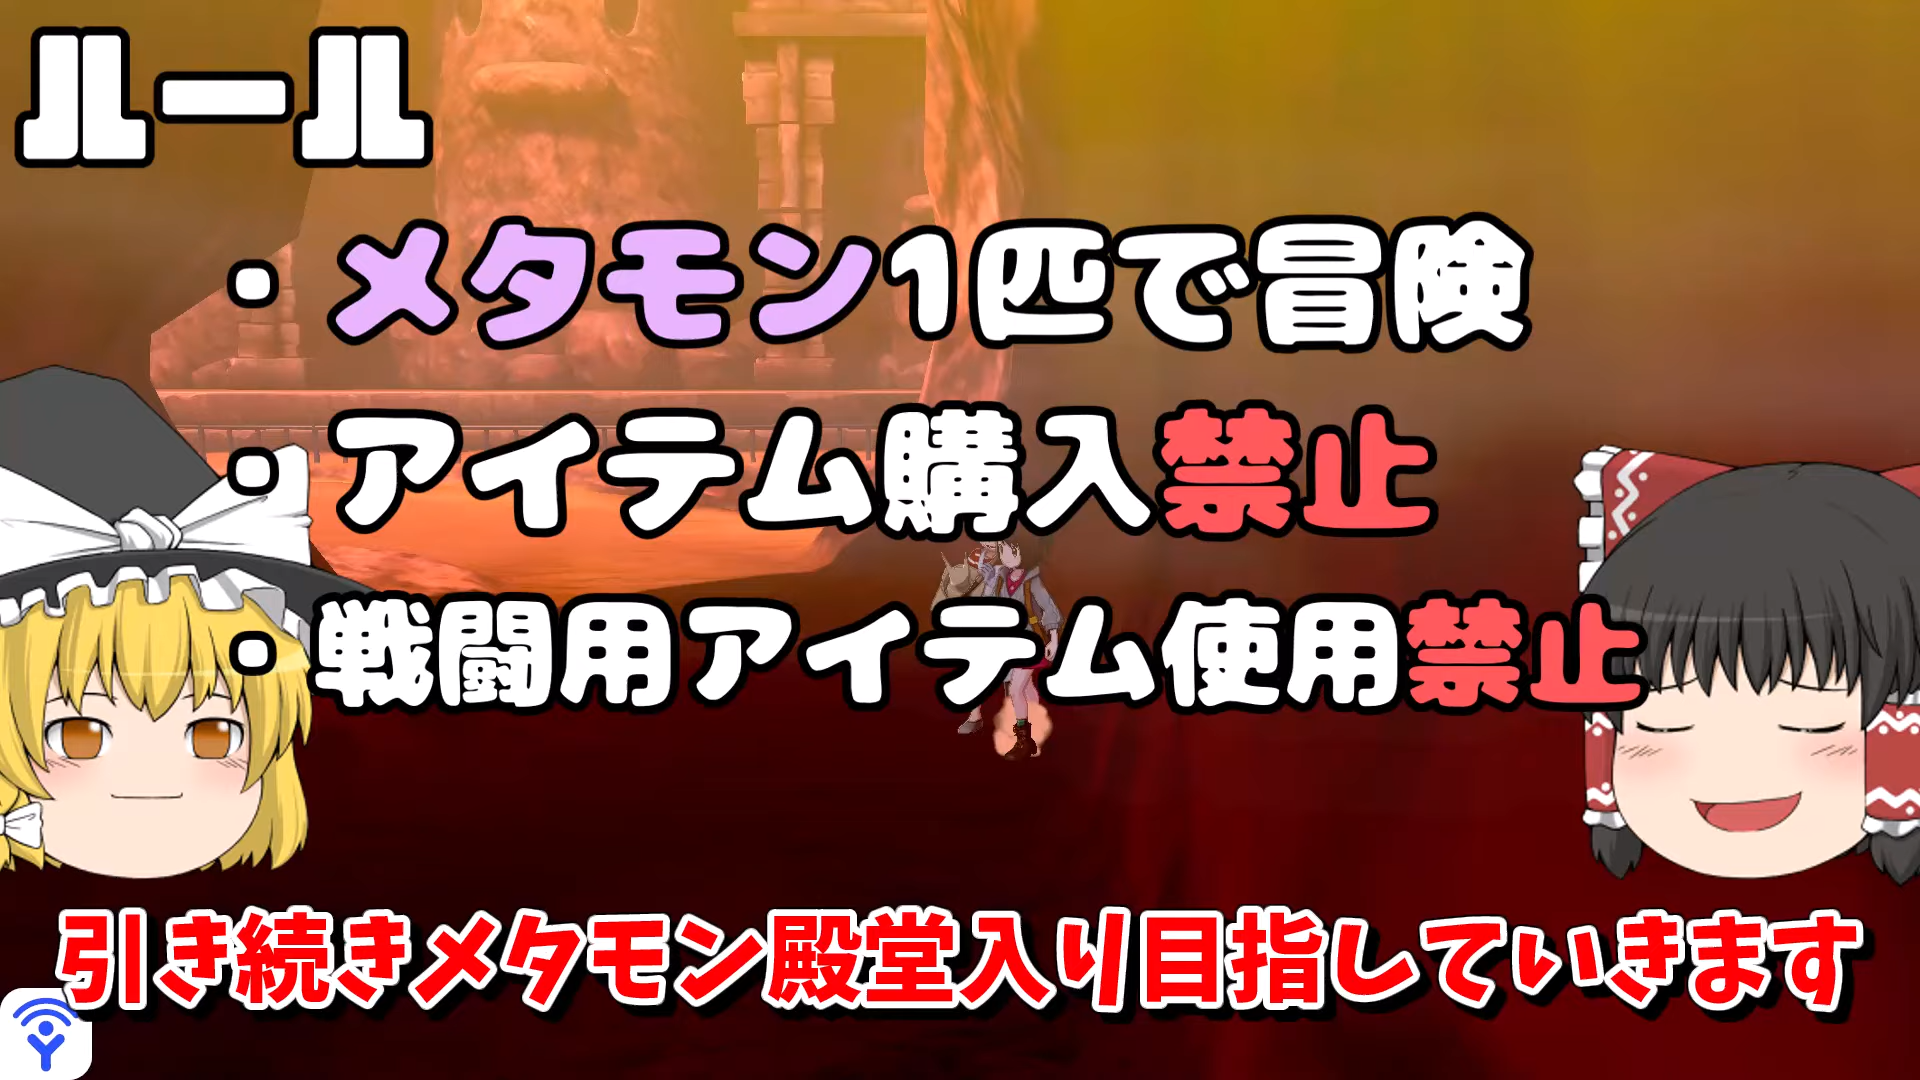 ルール
・メタモン1匹で冒険
・アイテム購入禁止
・戦闘用アイテム使用禁止
引き続きメタモン殿堂入り目指していきます